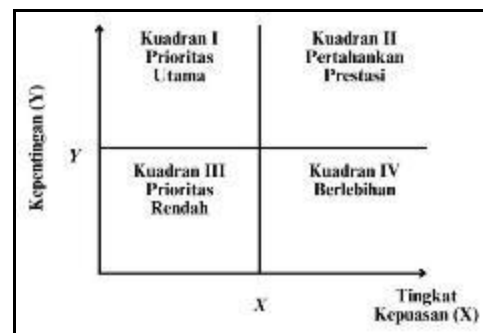 Kuadran I
Prioritas
Utama
Kuadran II
Pertahankan
Prestasi
Kepentingan (Y)
Y
Kuadran III
Prioritas
Rendah
Kuadran IV
Berlebihan
X
Tingkat
Kepuasan (X)